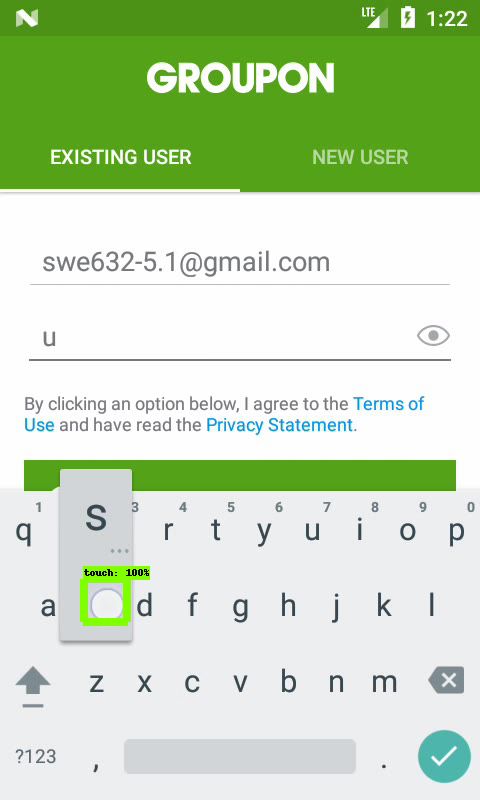 LTE 1:22
GROUPON
EXISTING USER NEW USER
swe632-5.1@gmail.com
u
By clicking an option below, I agree to the Terms of
Use and have read the Privacy Statement.
1 3 4 5 6 7 8 9 0
q s r t y u i o p
touch: 100%
a d f g h j k l
z x c v b n m
?123 , .